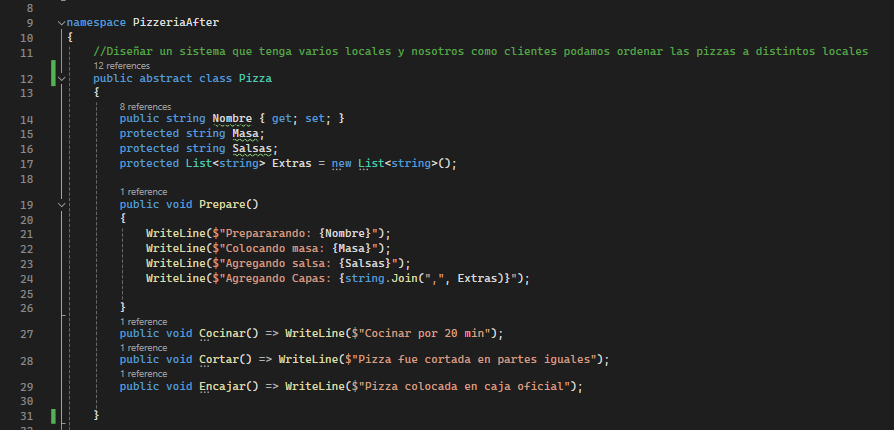 8
9 namespace PizzeriaAfter
10 {
11 //Diseñar un sistema que tenga varios locales y nosotros como clientes podamos ordenar las pizzas a distintos locales
12 references
12 public abstract class Pizza
13 {
8 references
14 public string Nombre { get; set; }
15 protected string Masa;
16 protected string Salsas;
17 protected List<string> Extras = new List<string>();
18
1 reference
19 public void Prepare()
20 {
21 WriteLine($"Prepararando: {Nombre}");
22 WriteLine($"Colocando masa: {Masa}");
23 WriteLine($"Agregando salsa: {Salsas}");
24 WriteLine($"Agregando Capas: {string.Join(",", Extras)}");
25
26 }
1 reference
27 public void Cocinar() => WriteLine($"Cocinar por 20 min");
1 reference
28 public void Cortar() => WriteLine($"Pizza fue cortada en partes iguales");
1 reference
29 public void Encajar() => WriteLine($"Pizza colocada en caja oficial");
30
31 }